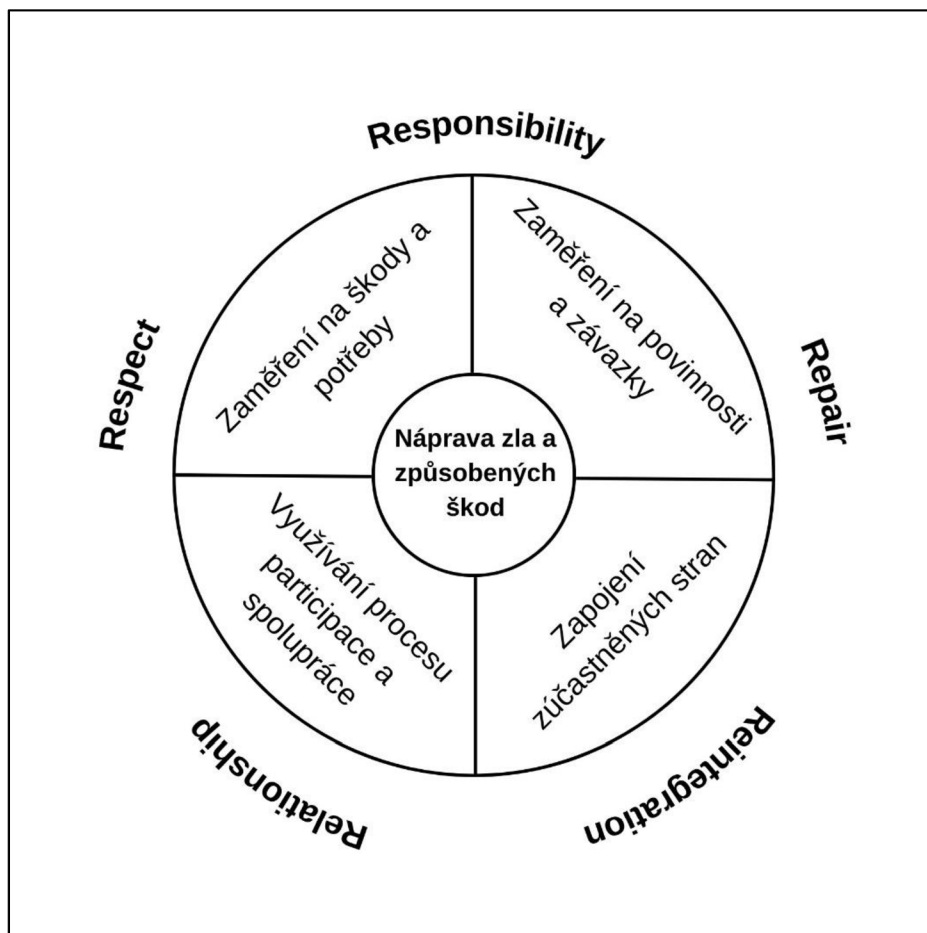 Responsibility
Respect
Repair
Zaměření na škody a
potřeby
Zaměření na povinnosti
a závazky
Náprava zla a
způsobených
škod
Využívání procesu
participace a
spolupráce
Zapojení
zúčastněných stran
Relationship
Reintegration